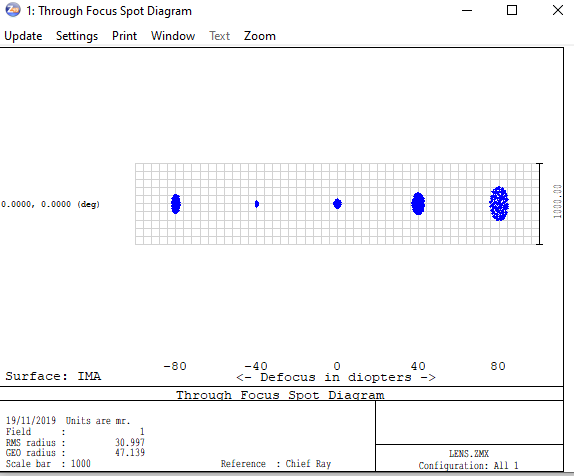 1: Through Focus Spot Diagram
Update Settings Print Window Text Zoom
0.0000, 0.0000 (deg)
1000.00
-80 -40 0 40 80
Surface: IMA <- Defocus in diopters ->
Through Focus Spot Diagram
19/11/2019 Units are mr.
Field : 1
RMS radius : 30.997
GEO radius : 47.139
Scale bar : 1000 Reference : Chief Ray
LENS.ZMX
Configuration: All 1